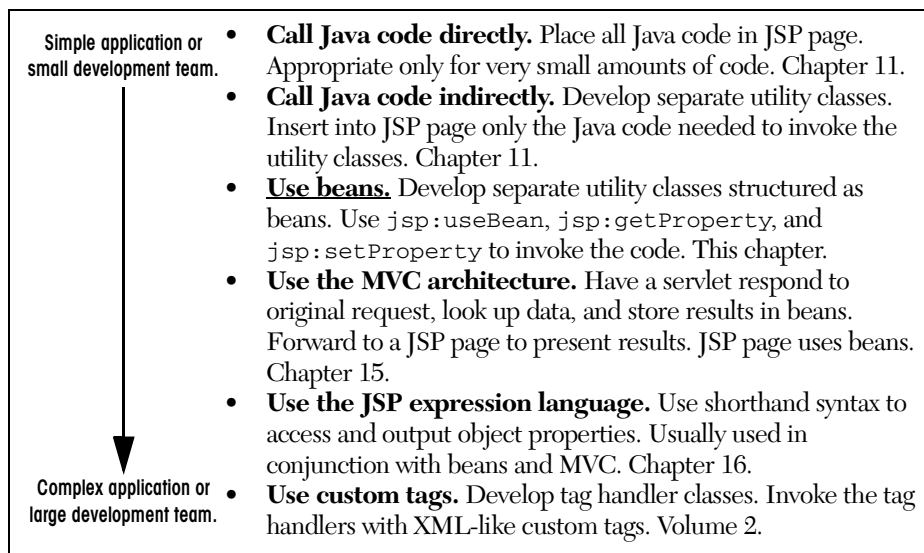 Simple application or
small development team.
• Call Java code directly. Place all Java code in JSP page.
Appropriate only for very small amounts of code. Chapter 11.
• Call Java code indirectly. Develop separate utility classes.
Insert into JSP page only the Java code needed to invoke the
utility classes. Chapter 11.
• Use beans. Develop separate utility classes structured as
beans. Use jsp:useBean, jsp:getProperty, and
jsp:setProperty to invoke the code. This chapter.
• Use the MVC architecture. Have a servlet respond to
original request, look up data, and store results in beans.
Forward to a JSP page to present results. JSP page uses beans.
Chapter 15.
• Use the JSP expression language. Use shorthand syntax to
access and output object properties. Usually used in
conjunction with beans and MVC. Chapter 16.
Complex application or
large development team.
• Use custom tags. Develop tag handler classes. Invoke the tag
handlers with XML-like custom tags. Volume 2.